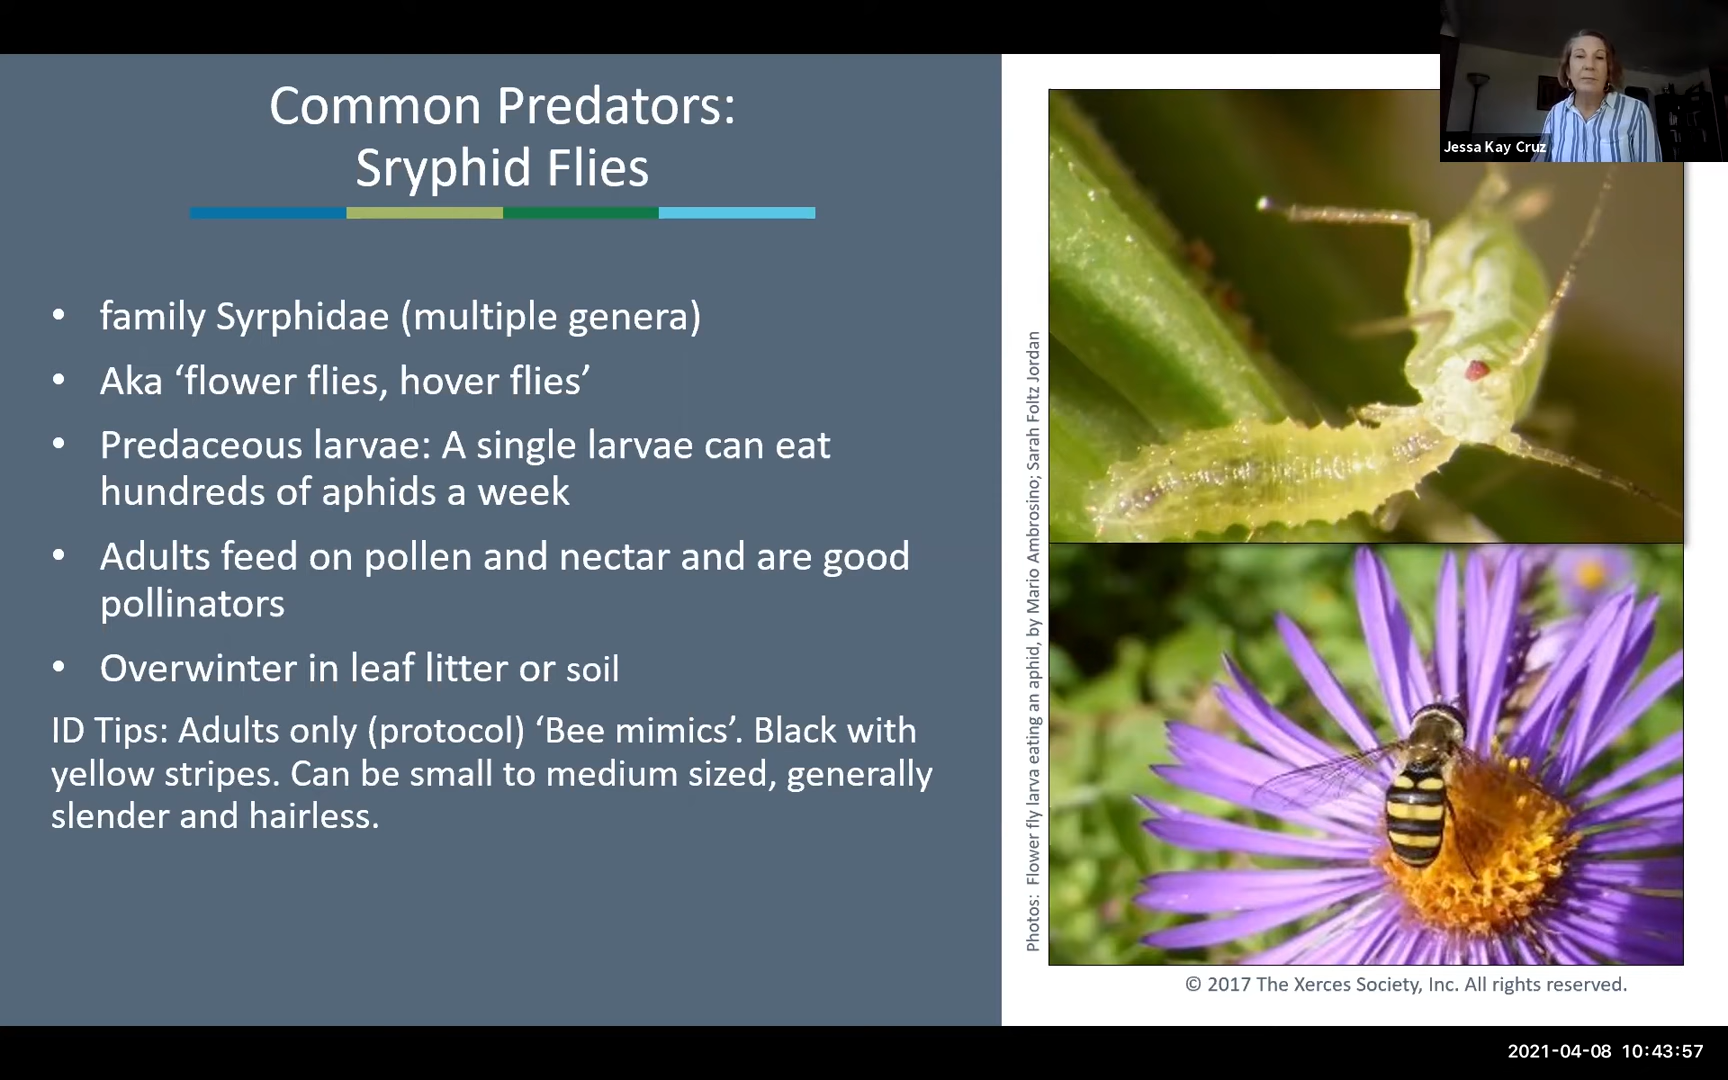 Common Predators:
Sryphid Flies
• family Syrphidae (multiple genera)
• Aka ‘flower flies, hover flies’
• Predaceous larvae: A single larvae can eat
hundreds of aphids a week
• Adults feed on pollen and nectar and are good
pollinators
• Overwinter in leaf litter or soil
ID Tips: Adults only (protocol) ‘Bee mimics’. Black with
yellow stripes. Can be small to medium sized, generally
slender and hairless.
Photos: Flower fly larva eating an aphid, by Mario Ambrosino; Sarah Foltz Jordan
Jessa Kay Cruz
© 2017 The Xerces Society, Inc. All rights reserved.
2021-04-08 10:43:57